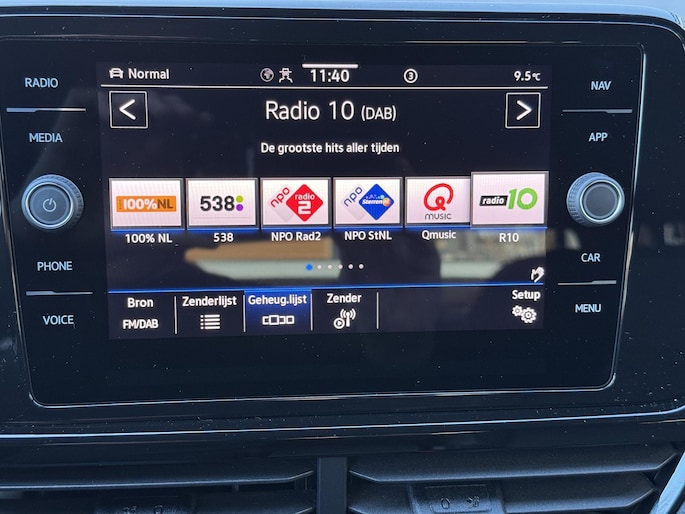 RADIO
MEDIA
PHONE
VOICE
NAV
APP
CAR
MENU
Normal 11:40 3 9.5°C
< Radio 10 (DAB) >
De grootste hits aller tijden
100%NL 538 npo radio 2 npo SterrenNL Q MUSIC radio 10
100% NL 538 NPO Rad2 NPO StNL Qmusic R10
Bron Zenderlijst Geheug.lijst Zender Setup
FM/DAB